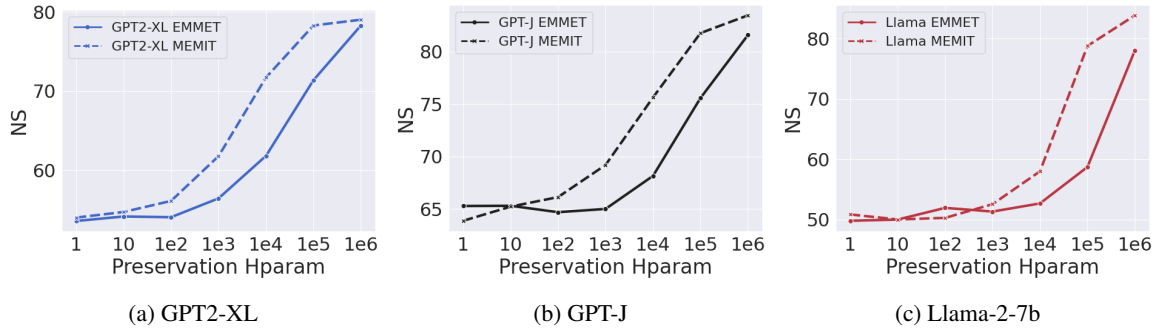 80
70
60
NS
GPT2-XL EMMET
GPT2-XL MEMIT
1 10 1e2 1e3 1e4 1e5 1e6
Preservation Hparam
(a) GPT2-XL
80
75
70
65
NS
GPT-J EMMET
GPT-J MEMIT
1 10 1e2 1e3 1e4 1e5 1e6
Preservation Hparam
(b) GPT-J
80
70
60
50
NS
Llama EMMET
Llama MEMIT
1 10 1e2 1e3 1e4 1e5 1e6
Preservation Hparam
(c) Llama-2-7b